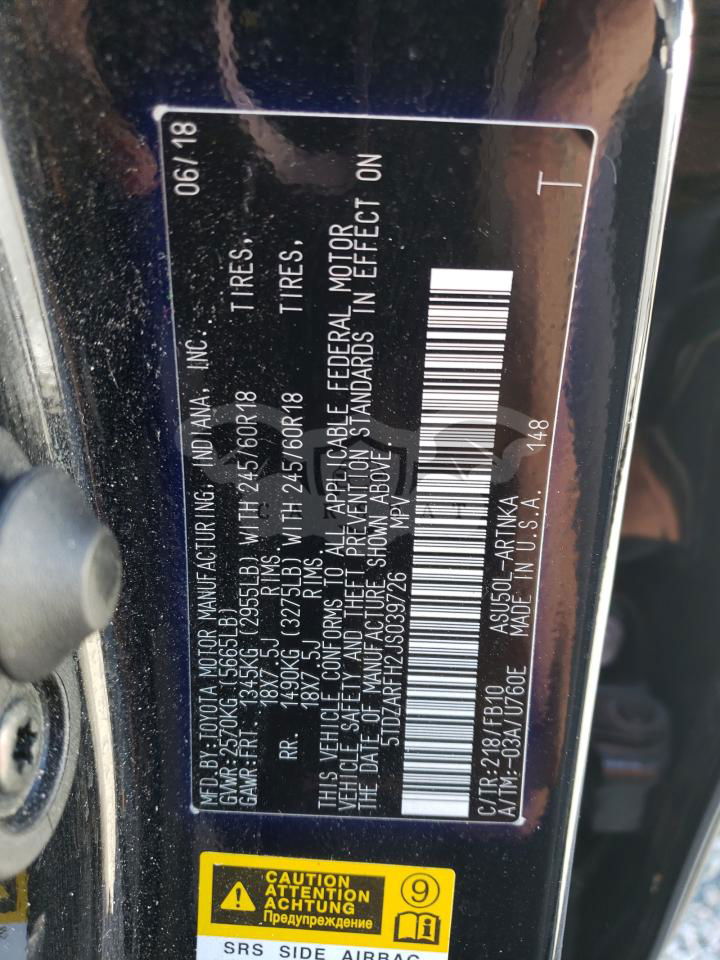 MFD.BY:TOYOTA MOTOR MANUFACTURING, INDIANA, INC. 06/18
GVWR:2570KG (5665LB)
GAWR:FRT. 1345KG (2955LB) WITH 245/60R18 TIRES,
18X7.5J RIMS.
RR. 1490KG (3275LB) WITH 245/60R18 TIRES,
18X7.5J RIMS.
THIS VEHICLE CONFORMS TO ALL APPLICABLE FEDERAL MOTOR
VEHICLE SAFETY AND THEFT PREVENTION STANDARDS IN EFFECT ON
THE DATE OF MANUFACTURE SHOWN ABOVE.
5TDZARFH2JS039726 MPV
C/TR:218/FB10 ASU50L-ARTNKA
A/TM:-03A/U760E MADE IN U.S.A. 148
T
CAUTION
ATTENTION
ACHTUNG
Предупреждение
9
SRS SIDE AIRBAG